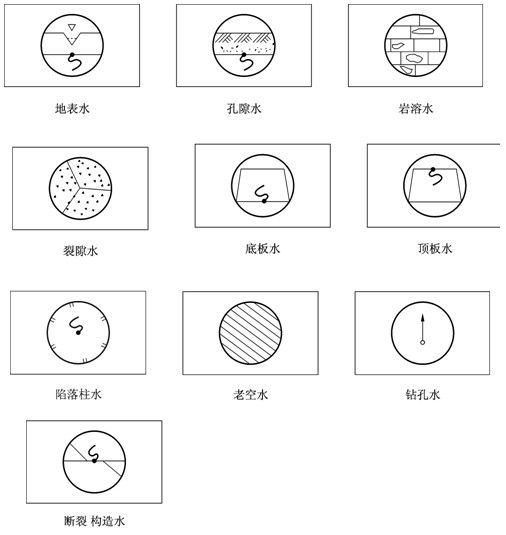 地表水
孔隙水
岩溶水
裂隙水
底板水
顶板水
陷落柱水
老空水
钻孔水
断裂 构造水